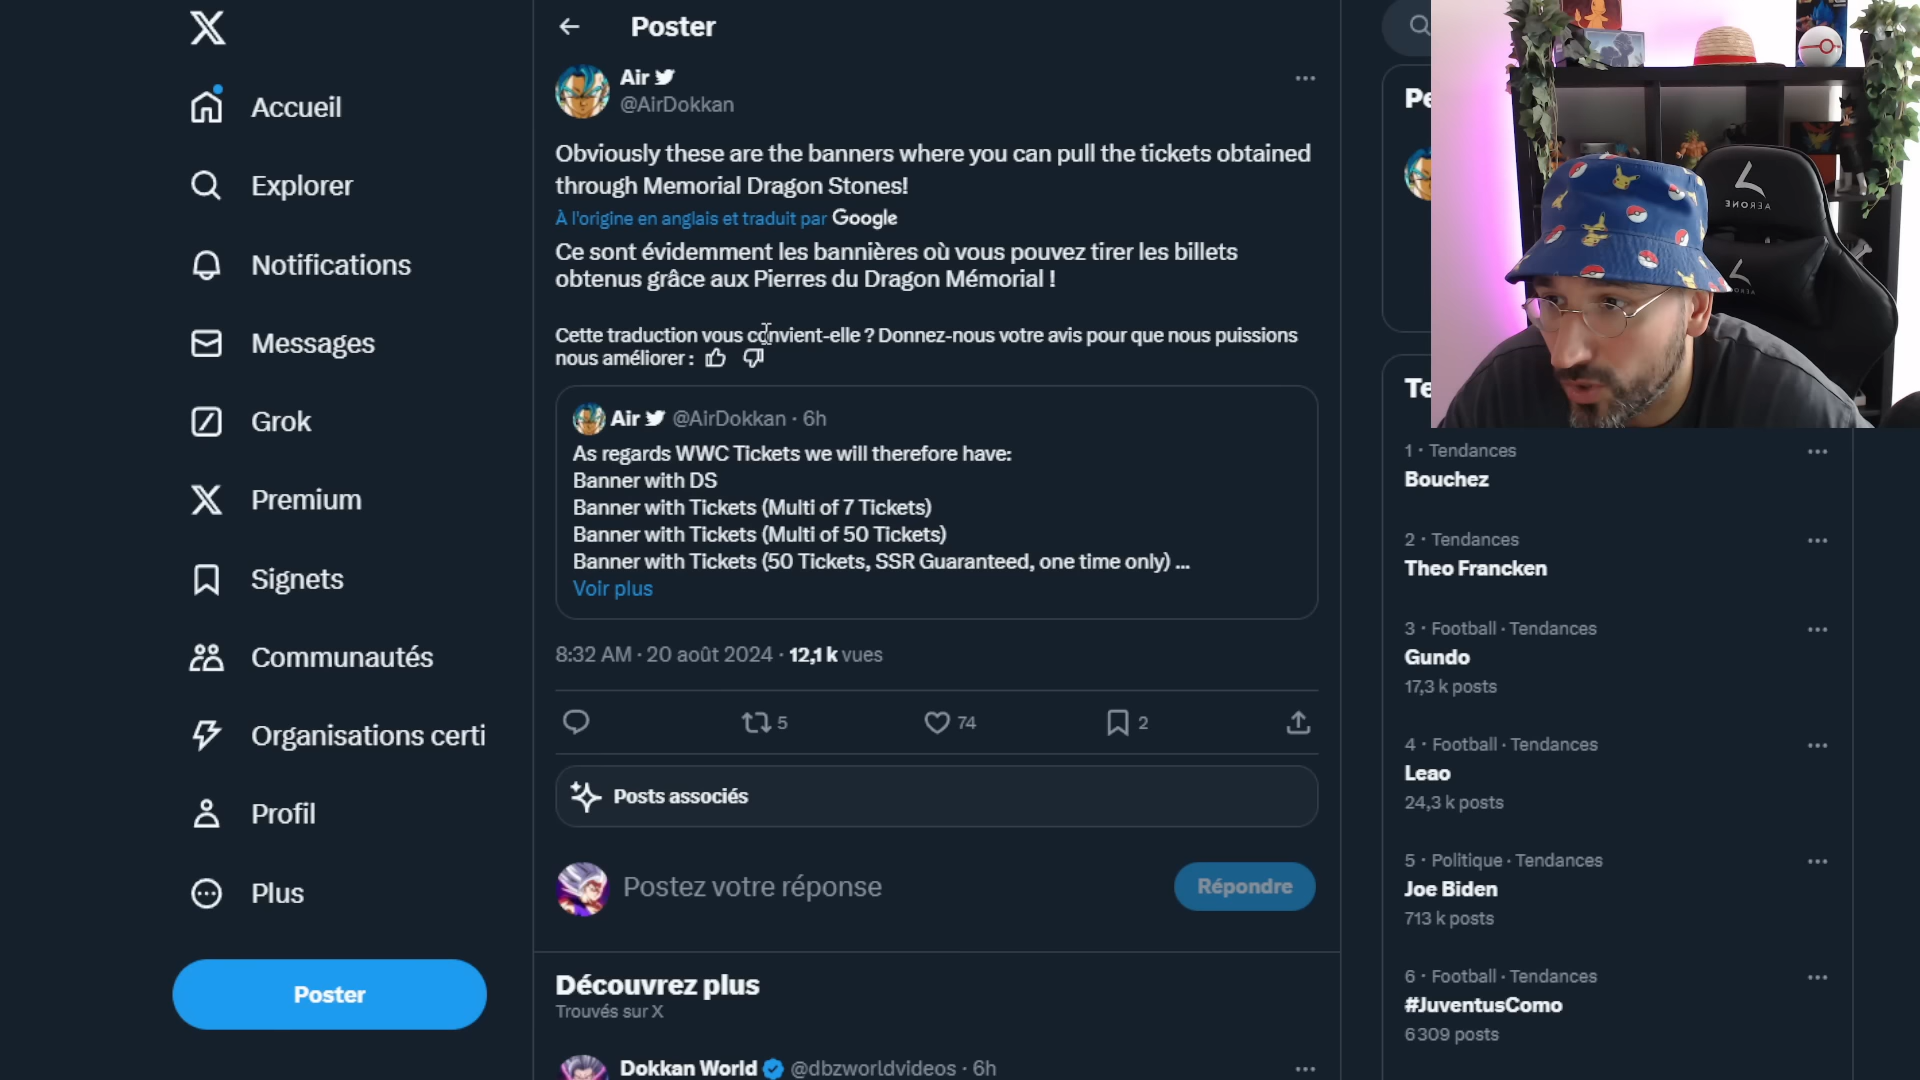 Accueil
Explorer
Notifications
Messages
Grok
Premium
Signets
Communautés
Organisations certi
Profil
Plus
Poster
Poster
Air
@AirDokkan
Obviously these are the banners where you can pull the tickets obtained
through Memorial Dragon Stones!
À l'origine en anglais et traduit par Google
Ce sont évidemment les bannières où vous pouvez tirer les billets
obtenus grâce aux Pierres du Dragon Mémorial !
Cette traduction vous convient-elle ? Donnez-nous votre avis pour que nous puissions
nous améliorer :
Air @AirDokkan · 6h
As regards WWC Tickets we will therefore have:
Banner with DS
Banner with Tickets (Multi of 7 Tickets)
Banner with Tickets (Multi of 50 Tickets)
Banner with Tickets (50 Tickets, SSR Guaranteed, one time only) ...
Voir plus
8:32 AM · 20 août 2024 · 12,1 k vues
5 74 2
Posts associés
Postez votre réponse
Répondre
Découvrez plus
Trouvés sur X
Dokkan World @dbzworldvideos · 6h
Pe
Te
1 · Tendances
Bouchez
2 · Tendances
Theo Francken
3 · Football · Tendances
Gundo
17,3 k posts
4 · Football · Tendances
Leao
24,3 k posts
5 · Politique · Tendances
Joe Biden
713 k posts
6 · Football · Tendances
#JuventusComo
6 309 posts
AERONE